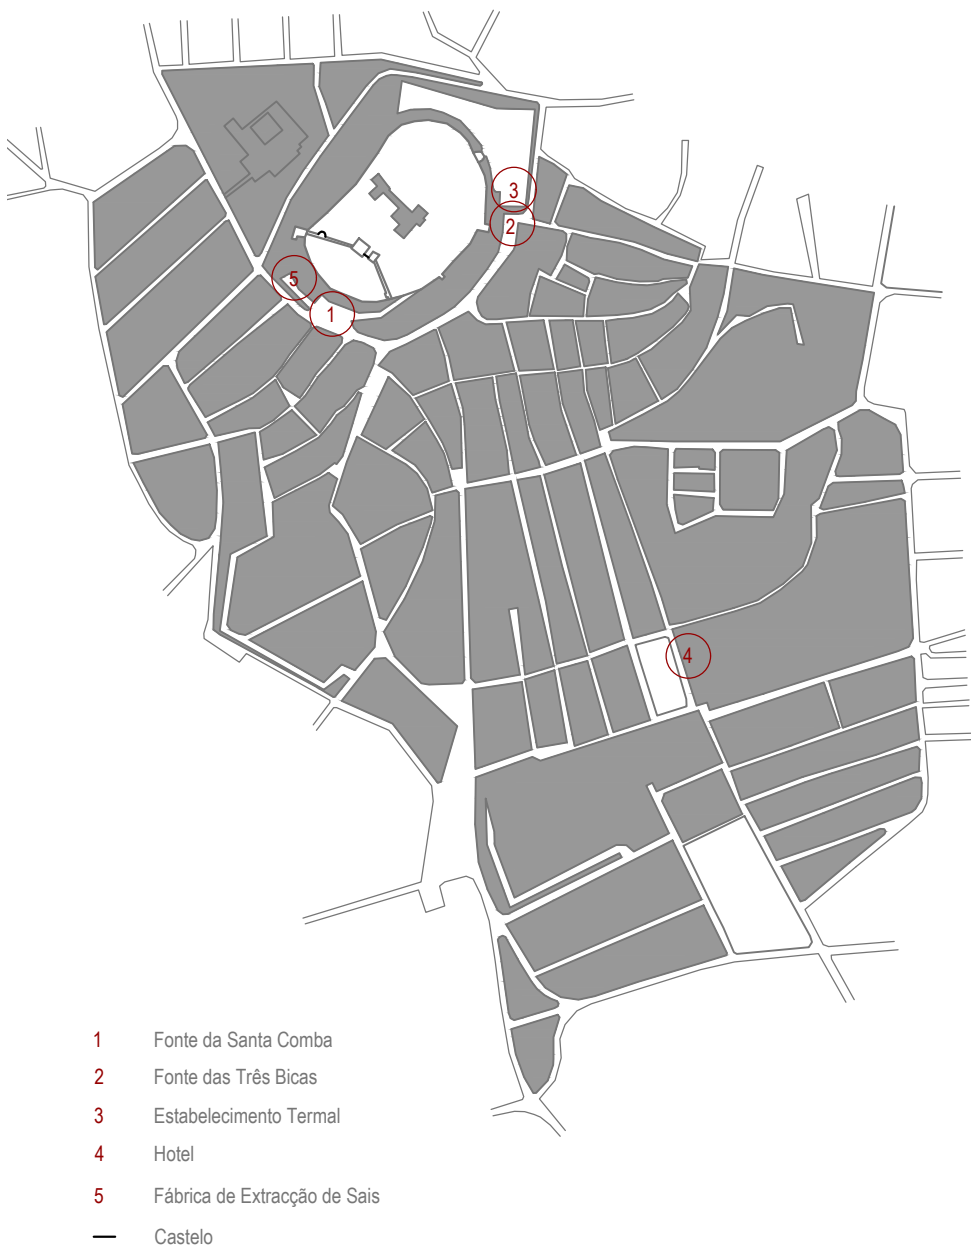 3
2
5
1
4
1 Fonte da Santa Comba
2 Fonte das Três Bicas
3 Estabelecimento Termal
4 Hotel
5 Fábrica de Extracção de Sais
Castelo